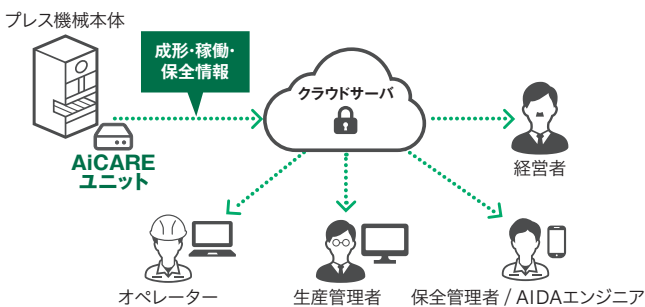 プレス機械本体
成形・稼働・
保全情報
クラウドサーバ
AiCARE
ユニット
経営者
オペレーター
生産管理者
保全管理者 / AIDAエンジニア